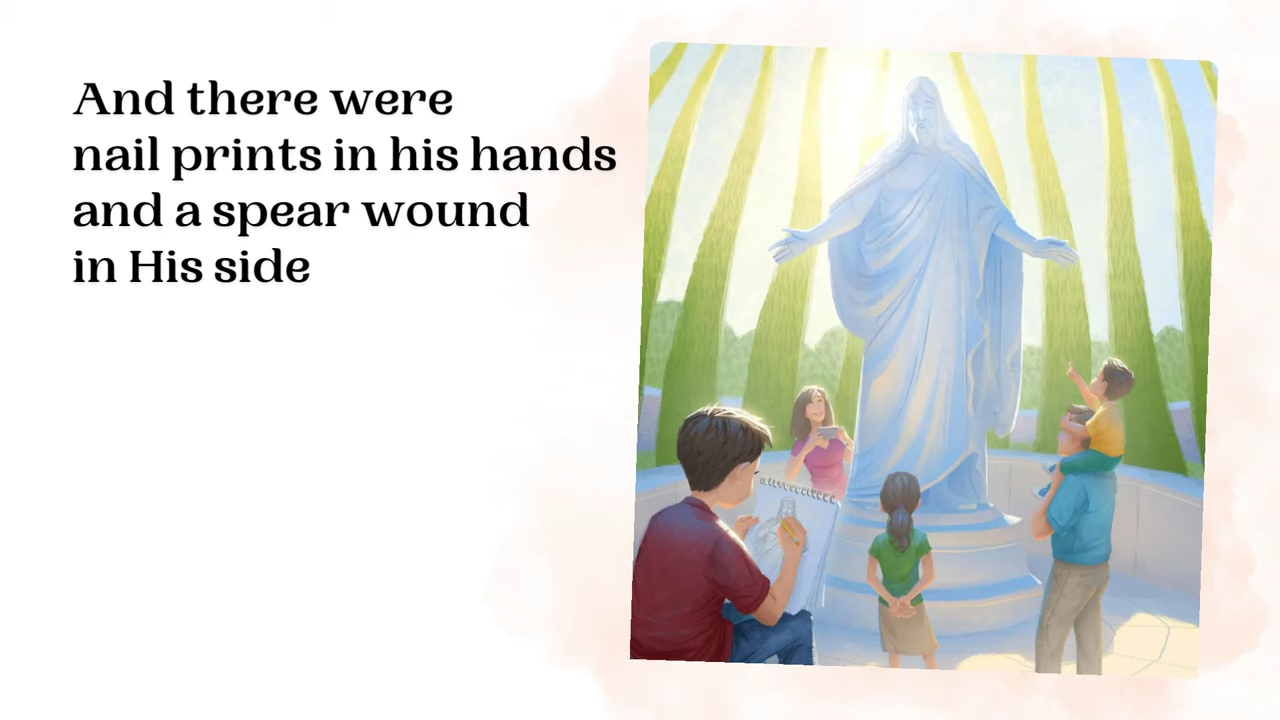 And there were
nail prints in his hands
and a spear wound
in His side